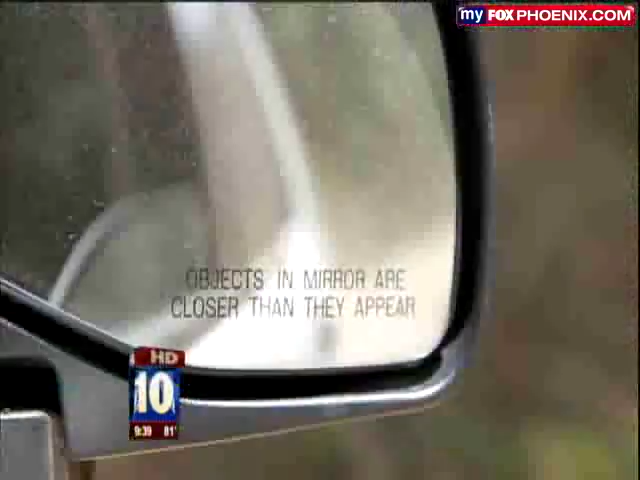 myFOXPHOENIX.COM
OBJECTS IN MIRROR ARE
CLOSER THAN THEY APPEAR
HD
10
9:39 81°